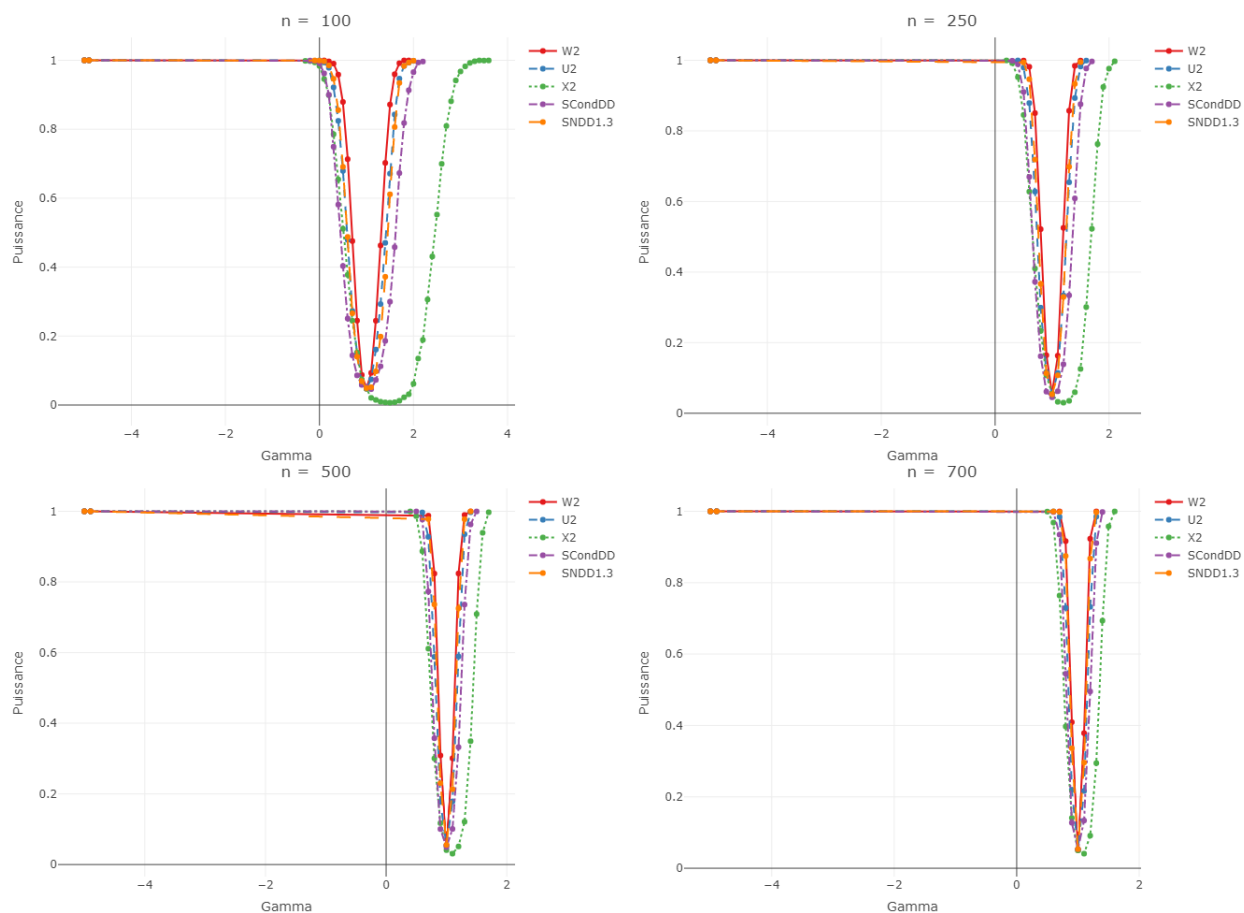 n = 100
W2
U2
X2
SCondDD
SNDD1.3
1
0.8
0.6
0.4
0.2
0
Puissance
−4
−2
0
2
4
Gamma
n = 250
W2
U2
X2
SCondDD
SNDD1.3
1
0.8
0.6
0.4
0.2
0
Puissance
−4
−2
0
2
Gamma
n = 500
W2
U2
X2
SCondDD
SNDD1.3
1
0.8
0.6
0.4
0.2
0
Puissance
−4
−2
0
2
Gamma
n = 700
W2
U2
X2
SCondDD
SNDD1.3
1
0.8
0.6
0.4
0.2
0
Puissance
−4
−2
0
2
Gamma